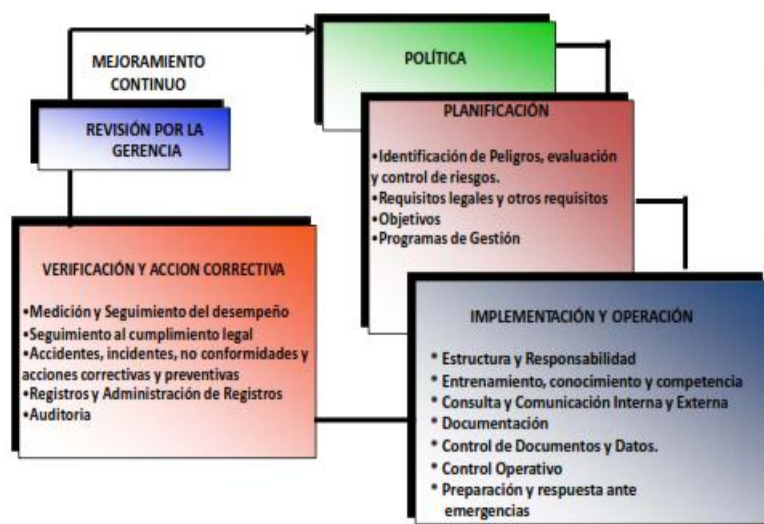 MEJORAMIENTO
CONTINUO
POLÍTICA
REVISIÓN POR LA
GERENCIA
PLANIFICACIÓN
•Identificación de Peligros, evaluación
y control de riesgos.
•Requisitos legales y otros requisitos
•Objetivos
•Programas de Gestión
IMPLEMENTACIÓN Y OPERACIÓN
* Estructura y Responsabilidad
* Entrenamiento, conocimiento y competencia
* Consulta y Comunicación Interna y Externa
* Documentación
* Control de Documentos y Datos.
* Control Operativo
* Preparación y respuesta ante
emergencias
VERIFICACIÓN Y ACCION CORRECTIVA
•Medición y Seguimiento del desempeño
•Seguimiento al cumplimiento legal
•Accidentes, incidentes, no conformidades y
acciones correctivas y preventivas
•Registros y Administración de Registros
•Auditoria